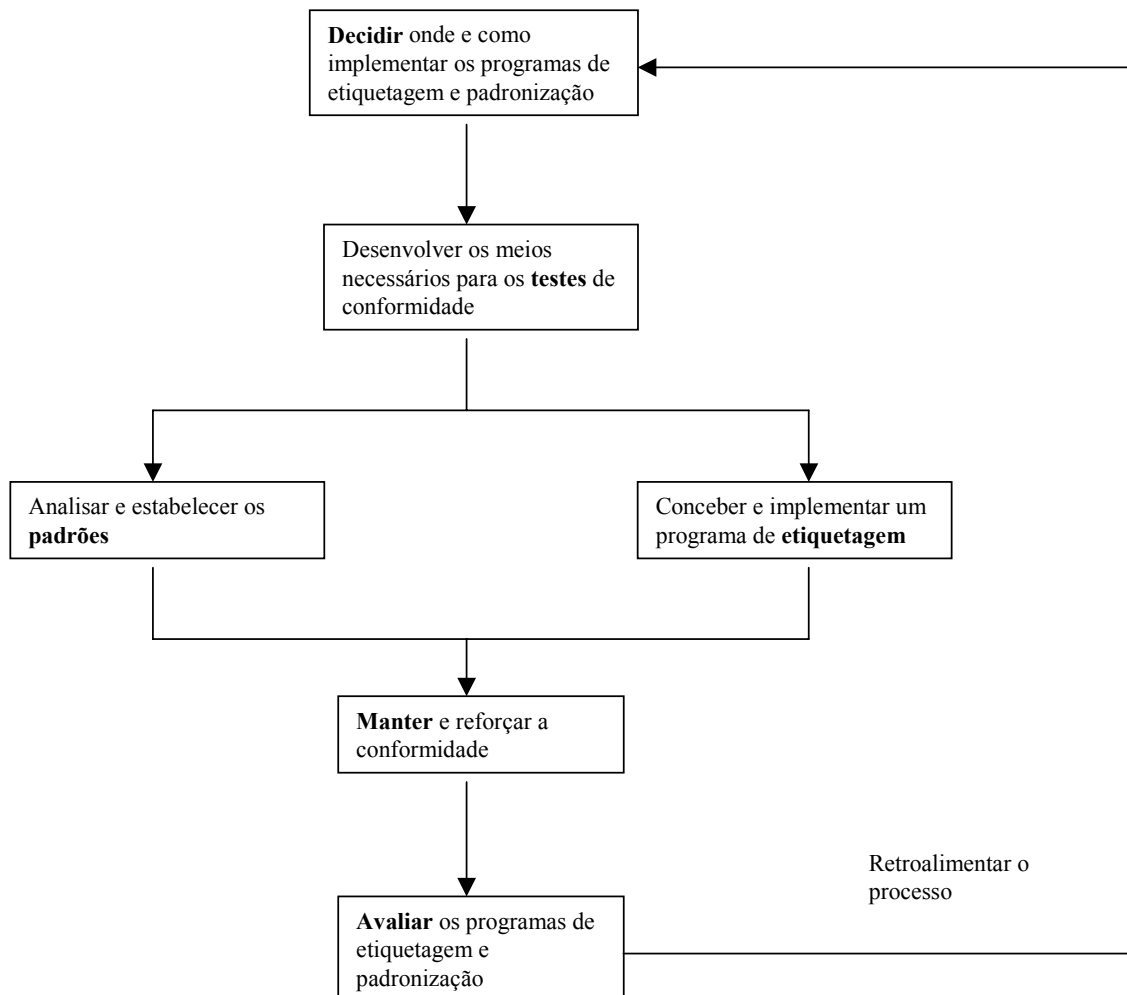 Decidir onde e como
implementar os programas de
etiquetagem e padronização
Desenvolver os meios
necessários para os testes de
conformidade
Analisar e estabelecer os
padrões
Conceber e implementar um
programa de etiquetagem
Manter e reforçar a
conformidade
Retroalimentar o
processo
Avaliar os programas de
etiquetagem e
padronização